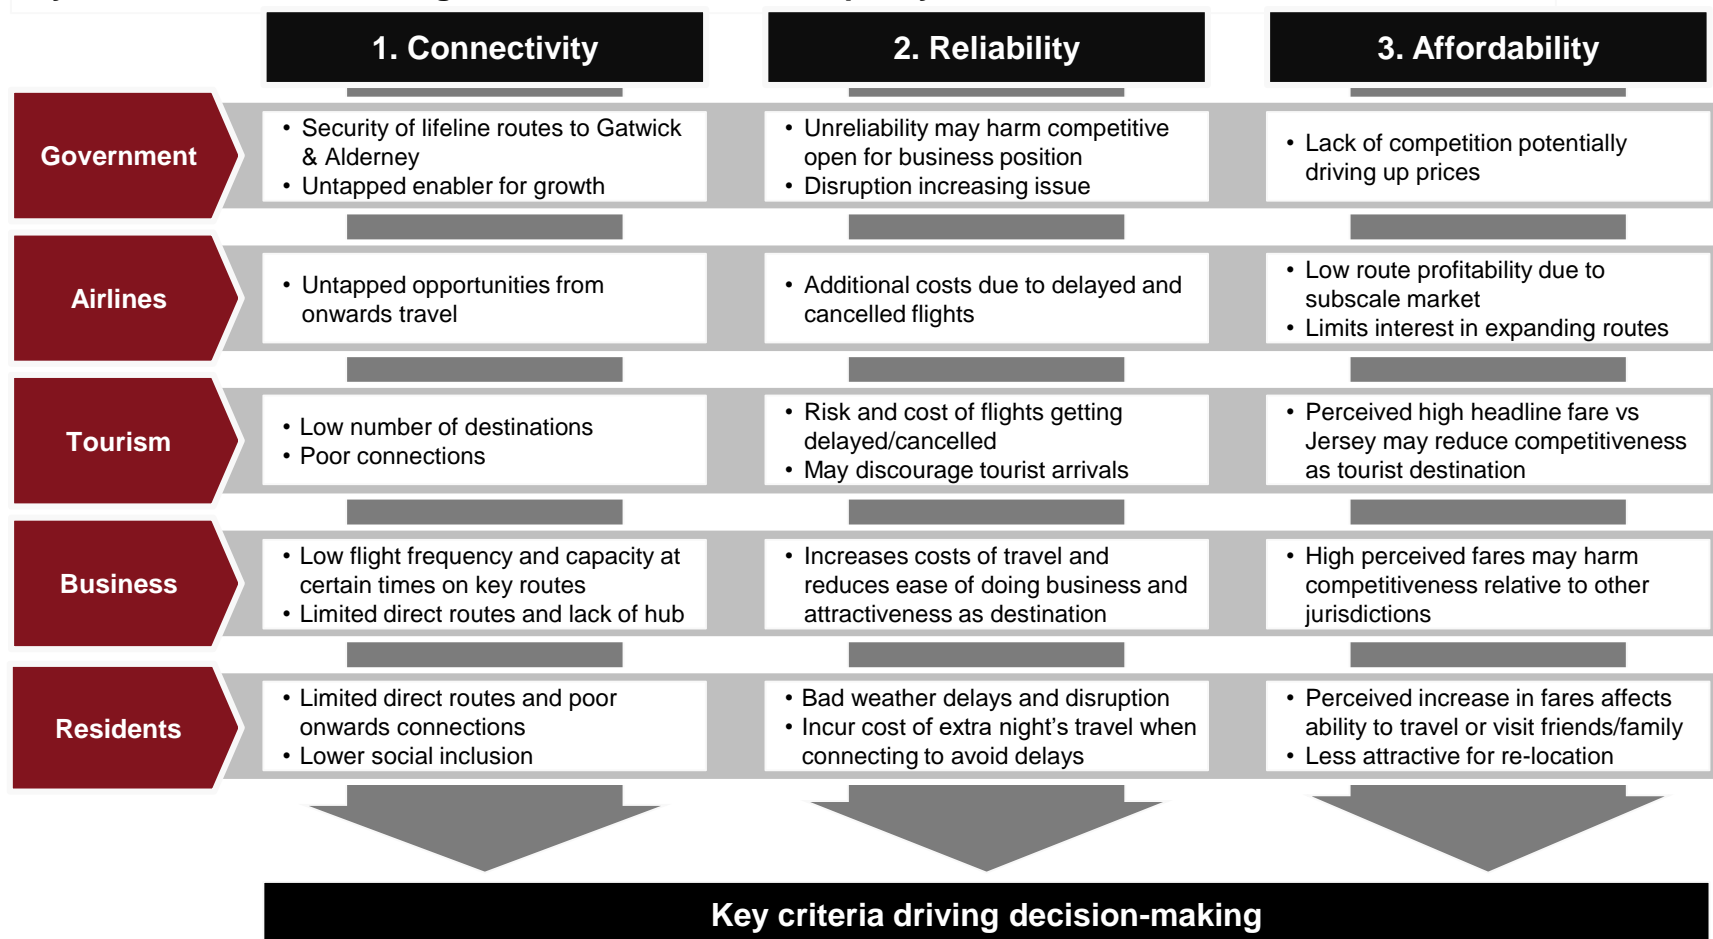 1. Connectivity
2. Reliability
3. Affordability
Government
• Security of lifeline routes to Gatwick
& Alderney
• Untapped enabler for growth
• Unreliability may harm competitive
open for business position
• Disruption increasing issue
• Lack of competition potentially
driving up prices
Airlines
• Untapped opportunities from
onwards travel
• Additional costs due to delayed and
cancelled flights
• Low route profitability due to
subscale market
• Limits interest in expanding routes
Tourism
• Low number of destinations
• Poor connections
• Risk and cost of flights getting
delayed/cancelled
• May discourage tourist arrivals
• Perceived high headline fare vs
Jersey may reduce competitiveness
as tourist destination
Business
• Low flight frequency and capacity at
certain times on key routes
• Limited direct routes and lack of hub
• Increases costs of travel and
reduces ease of doing business and
attractiveness as destination
• High perceived fares may harm
competitiveness relative to other
jurisdictions
Residents
• Limited direct routes and poor
onwards connections
• Lower social inclusion
• Bad weather delays and disruption
• Incur cost of extra night’s travel when
connecting to avoid delays
• Perceived increase in fares affects
ability to travel or visit friends/family
• Less attractive for re-location
Key criteria driving decision-making